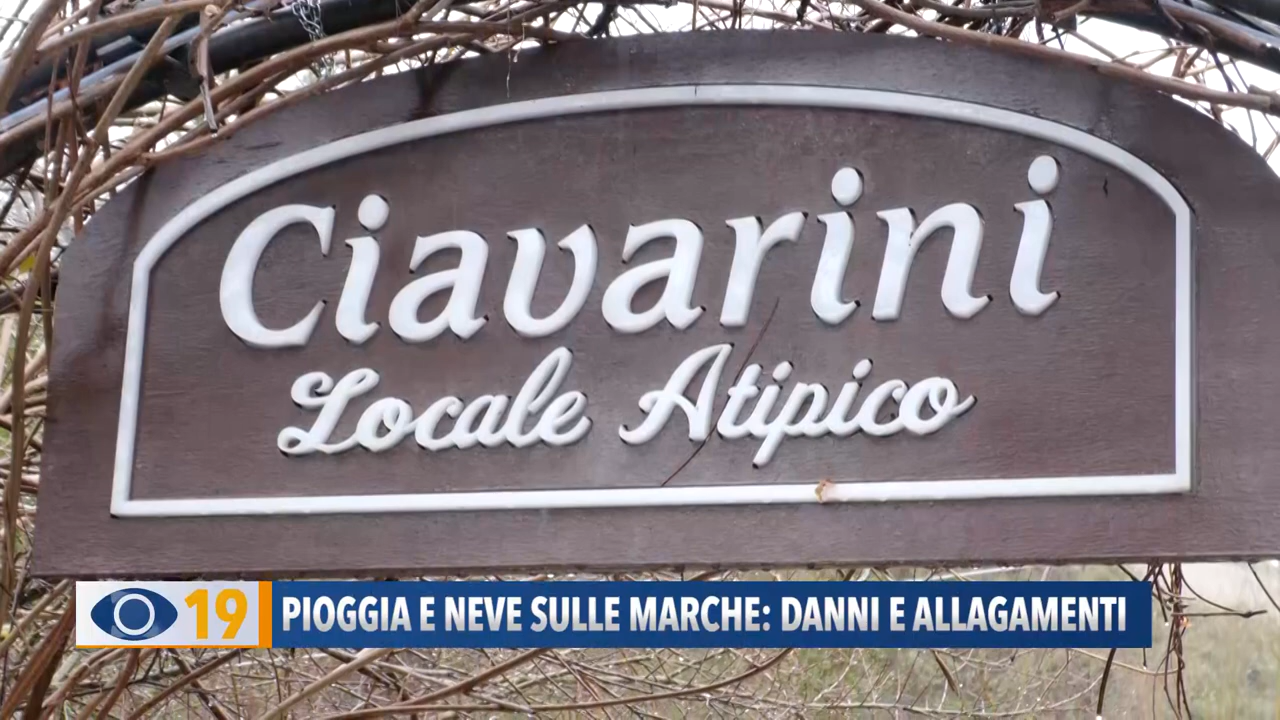 Ciavarini
Locale Atipico
19 PIOGGIA E NEVE SULLE MARCHE: DANNI E ALLAGAMENTI